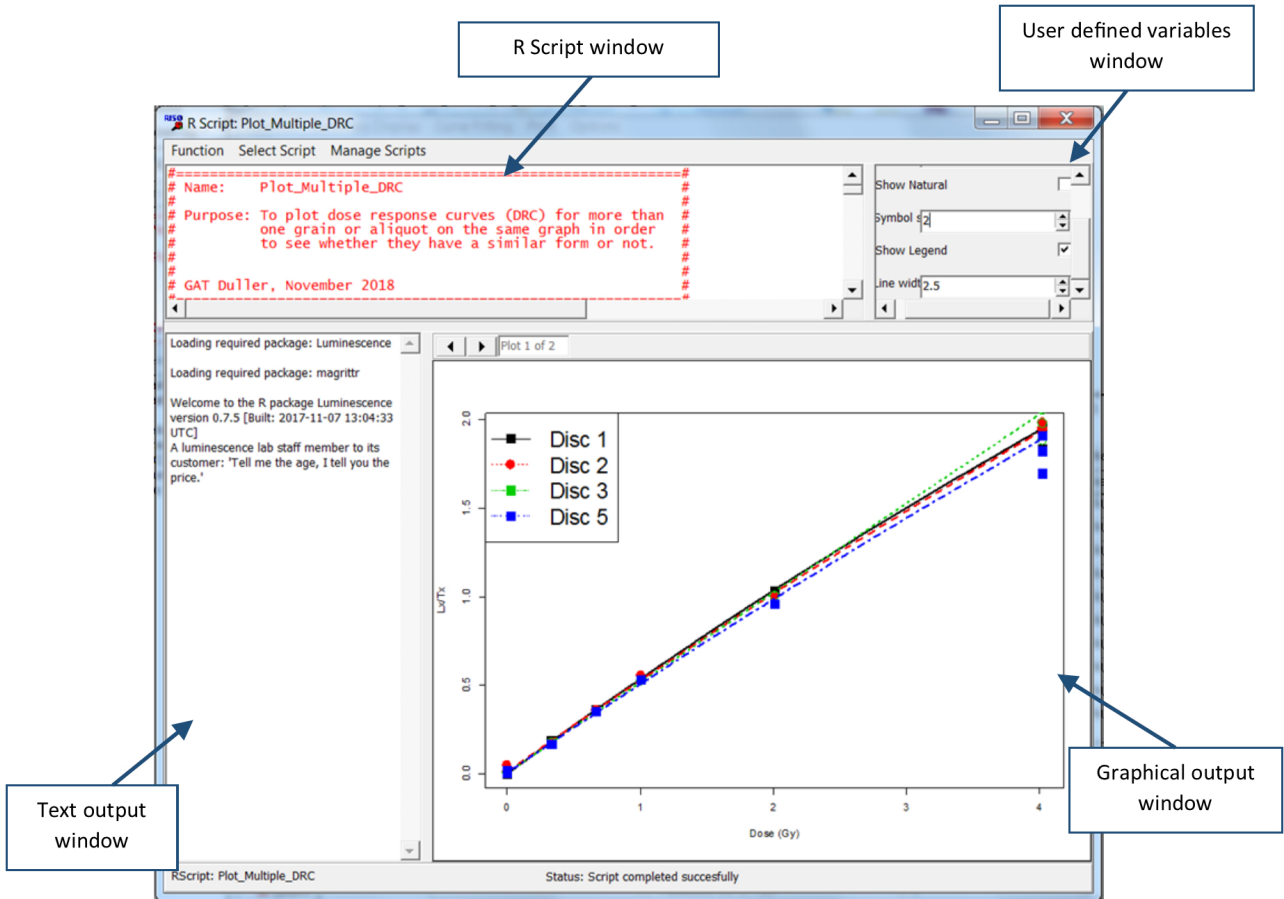 R Script window
User defined variables
window
RISØ
R Script: Plot_Multiple_DRC
Function Select Script Manage Scripts
#=========================================================#
# Name: Plot_Multiple_DRC #
# #
# Purpose: To plot dose response curves (DRC) for more than #
# one grain or aliquot on the same graph in order #
# to see whether they have a similar form or not. #
# #
# #
# GAT Duller, November 2018 #
Show Natural
Symbol s 2
Show Legend
Line widt 2.5
Loading required package: Luminescence
Loading required package: magrittr
Welcome to the R package Luminescence
version 0.7.5 [Built: 2017-11-07 13:04:33
UTC]
A luminescence lab staff member to its
customer: 'Tell me the age, I tell you the
price.'
Plot 1 of 2
Disc 1
Disc 2
Disc 3
Disc 5
2.0
1.5
1.0
0.5
0.0
Lx/Tx
0 1 2 3 4
Dose (Gy)
Text output
window
Graphical output
window
RScript: Plot_Multiple_DRC
Status: Script completed succesfully